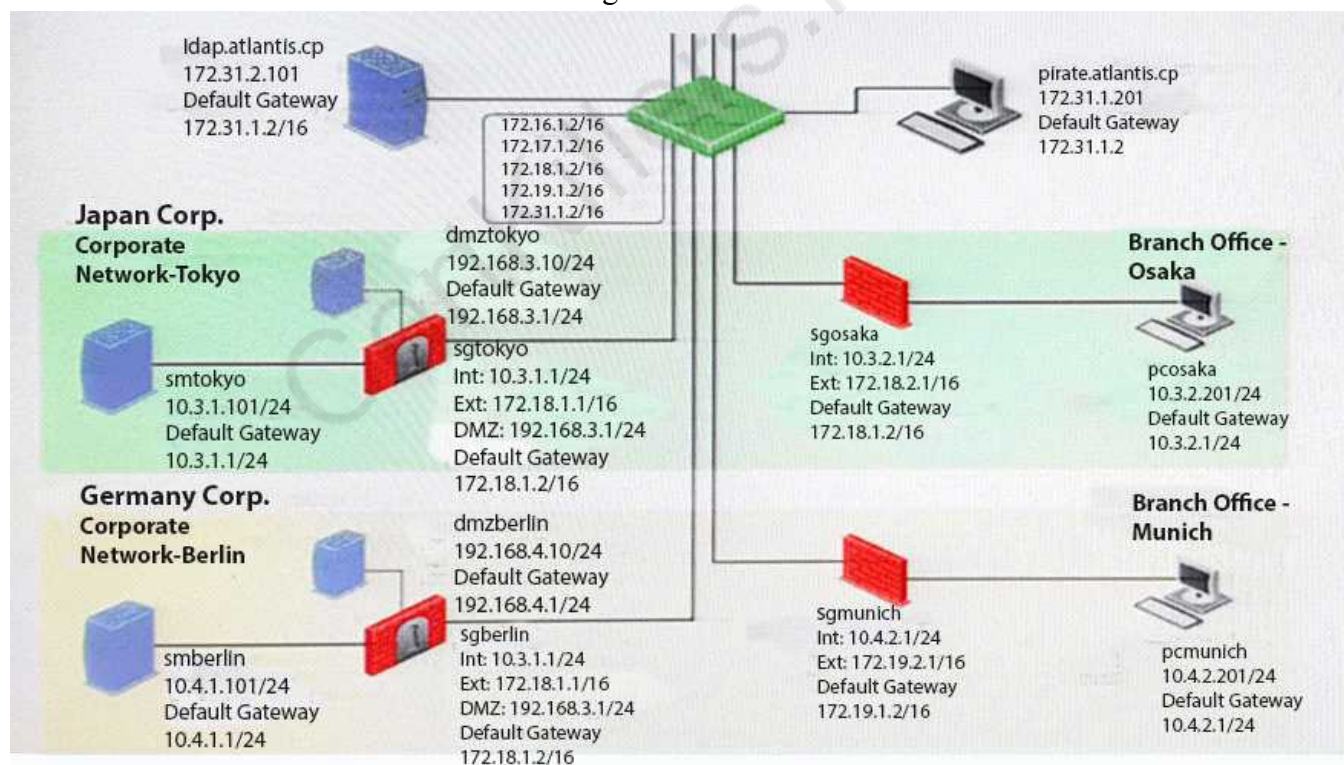 ldap.atlantis.cp
172.31.2.101
Default Gateway
172.31.1.2/16
172.16.1.2/16
172.17.1.2/16
172.18.1.2/16
172.19.1.2/16
172.31.1.2/16
pirate.atlantis.cp
172.31.1.201
Default Gateway
172.31.1.2
Japan Corp.
Corporate
Network-Tokyo
dmztokyo
192.168.3.10/24
Default Gateway
192.168.3.1/24
smtokyo
10.3.1.101/24
Default Gateway
10.3.1.1/24
sgtokyo
Int: 10.3.1.1/24
Ext: 172.18.1.1/16
DMZ: 192.168.3.1/24
Default Gateway
172.18.1.2/16
Branch Office -
Osaka
sgosaka
Int: 10.3.2.1/24
Ext: 172.18.2.1/16
Default Gateway
172.18.1.2/16
pcosaka
10.3.2.201/24
Default Gateway
10.3.2.1/24
Germany Corp.
Corporate
Network-Berlin
dmzberlin
192.168.4.10/24
Default Gateway
192.168.4.1/24
smberlin
10.4.1.101/24
Default Gateway
10.4.1.1/24
sgberlin
Int: 10.3.1.1/24
Ext: 172.18.1.1/16
DMZ: 192.168.3.1/24
Default Gateway
172.18.1.2/16
Branch Office -
Munich
Sgmunich
Int: 10.4.2.1/24
Ext: 172.19.2.1/16
Default Gateway
172.19.1.2/16
pcmunich
10.4.2.201/24
Default Gateway
10.4.2.1/24